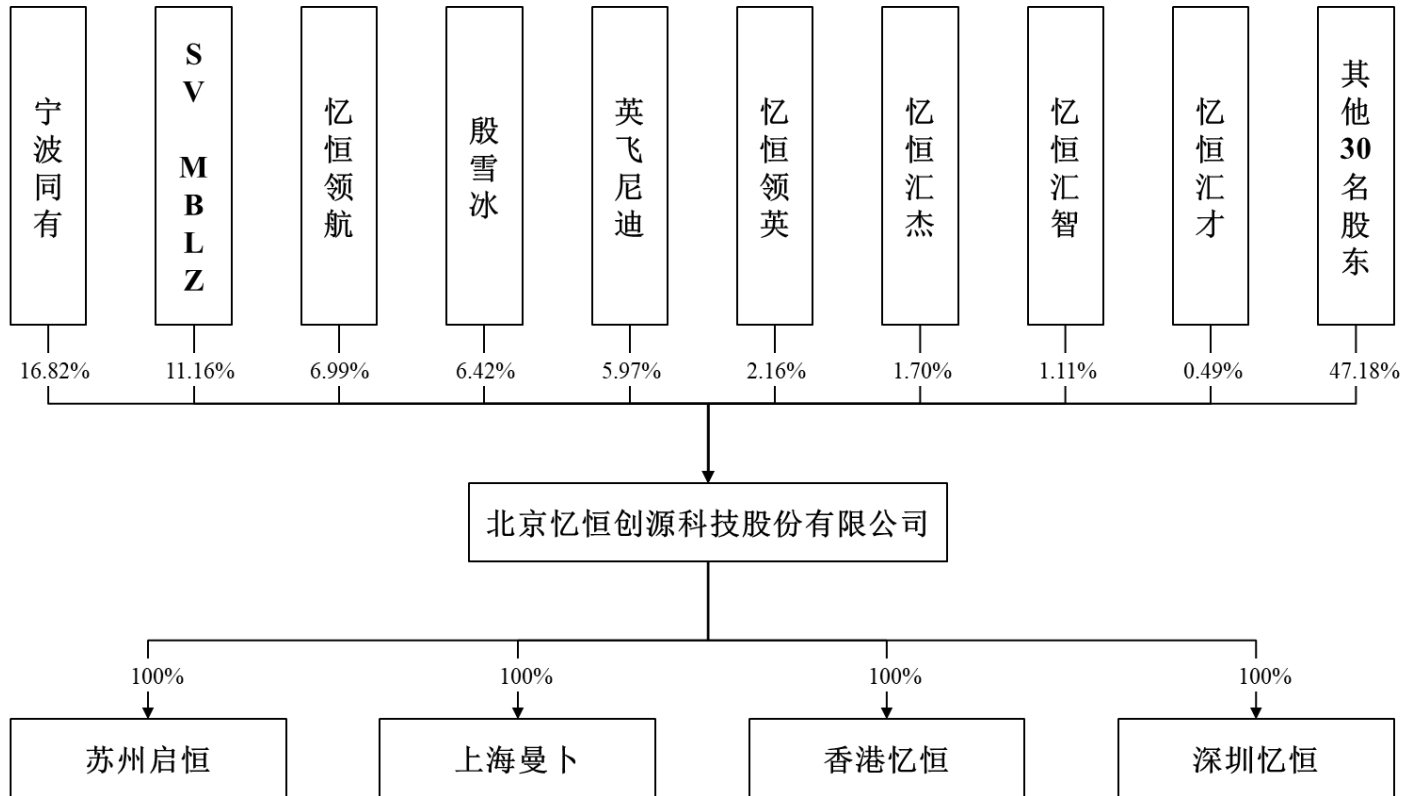 宁波同有
SV MBLZ
忆恒领航
殷雪冰
英飞尼迪
忆恒领英
忆恒汇杰
忆恒汇智
忆恒汇才
其他30名股东
16.82%
11.16%
6.99%
6.42%
5.97%
2.16%
1.70%
1.11%
0.49%
47.18%
北京忆恒创源科技股份有限公司
100%
100%
100%
100%
苏州启恒
上海曼卜
香港忆恒
深圳忆恒